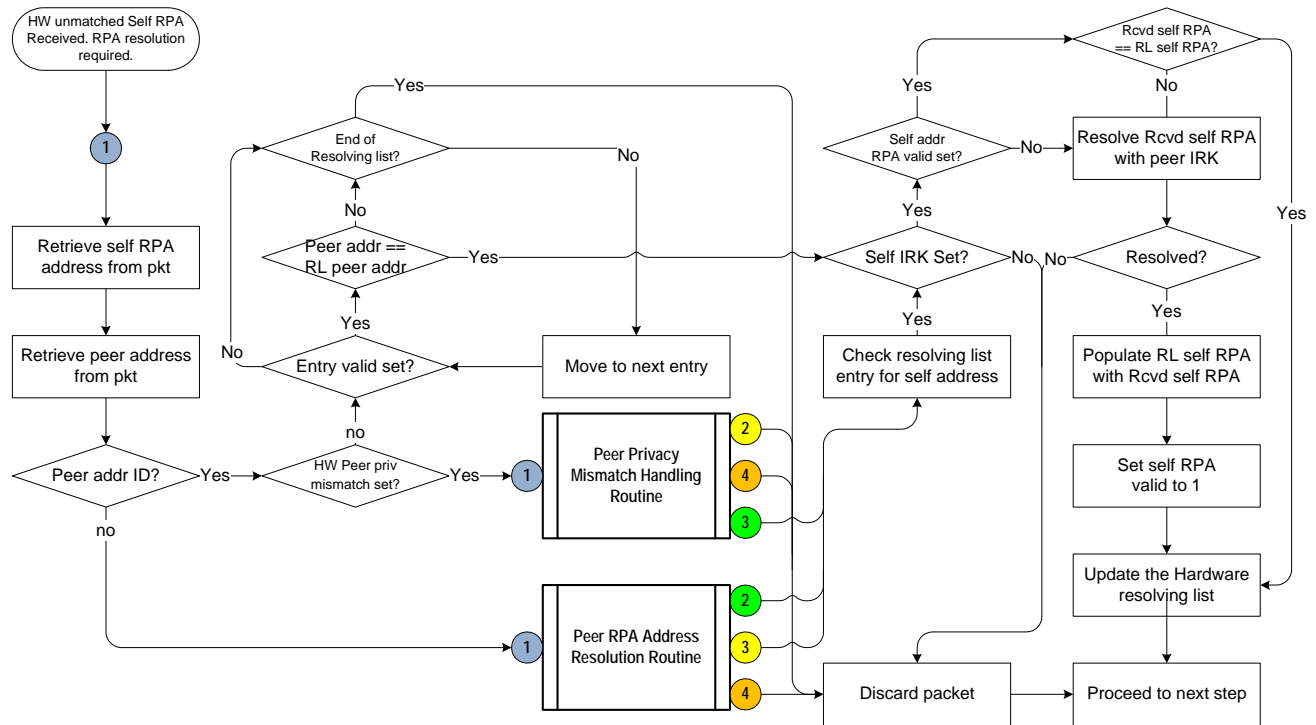 HW unmatched Self RPA
Received. RPA resolution
required.
1
Retrieve self RPA
address from pkt
Retrieve peer address
from pkt
Peer addr ID?
Yes
no
HW Peer priv
mismatch set?
Yes
no
Entry valid set?
No
Yes
Peer addr ==
RL peer addr
Yes
No
End of
Resolving list?
Yes
No
Move to next entry
1
Peer Privacy
Mismatch Handling
Routine
2
4
3
1
Peer RPA Address
Resolution Routine
2
3
4
Check resolving list
entry for self address
Yes
Self IRK Set?
No
Yes
Self addr
RPA valid set?
Yes
No
Rcvd self RPA
== RL self RPA?
No
Yes
Resolve Rcvd self RPA
with peer IRK
Resolved?
No
Yes
Populate RL self RPA
with Rcvd self RPA
Set self RPA
valid to 1
Update the Hardware
resolving list
Discard packet
Proceed to next step